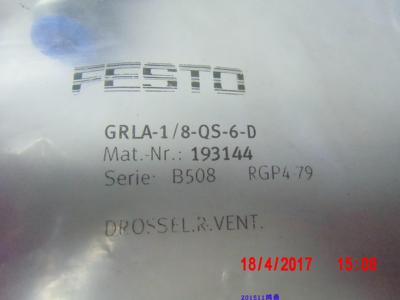 FESTO
GRLA-1/8-QS-6-D
Mat.-Nr.: 193144
Serie: B508 RGP4 79
DROSSEL.R.VENT.
18/4/2017 15:08